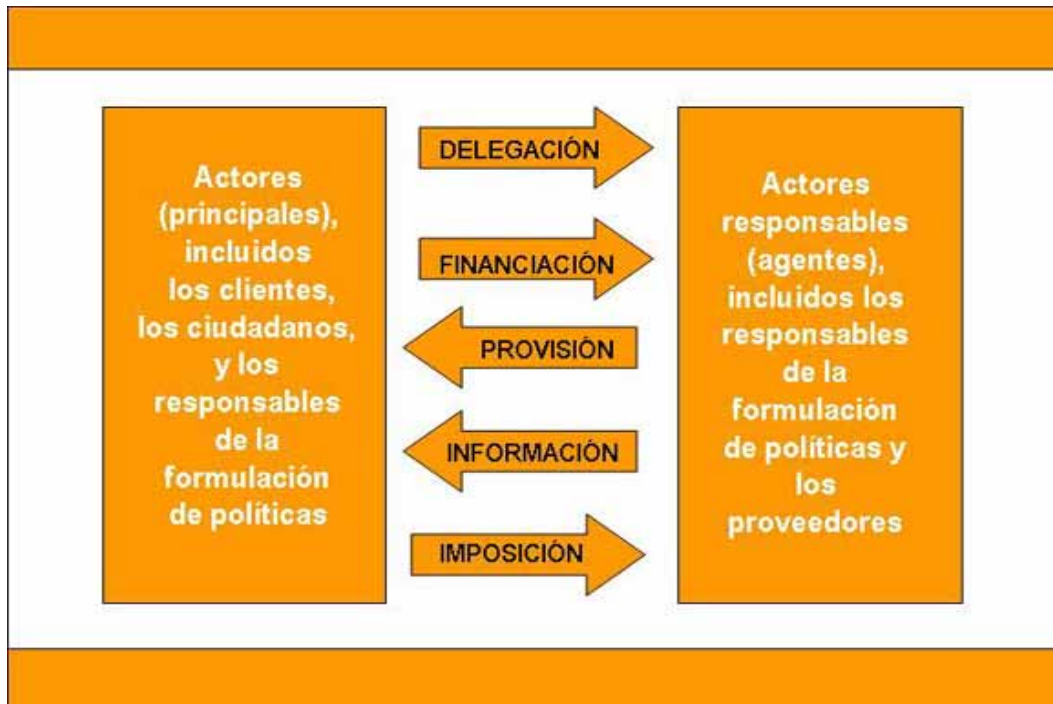 Actores
(principales),
incluidos
los clientes,
los ciudadanos,
y los
responsables
de la
formulación
de políticas
DELEGACIÓN
FINANCIACIÓN
PROVISIÓN
INFORMACIÓN
IMPOSICIÓN
Actores
responsables
(agentes),
incluidos los
responsables
de la
formulación
de políticas y
los
proveedores